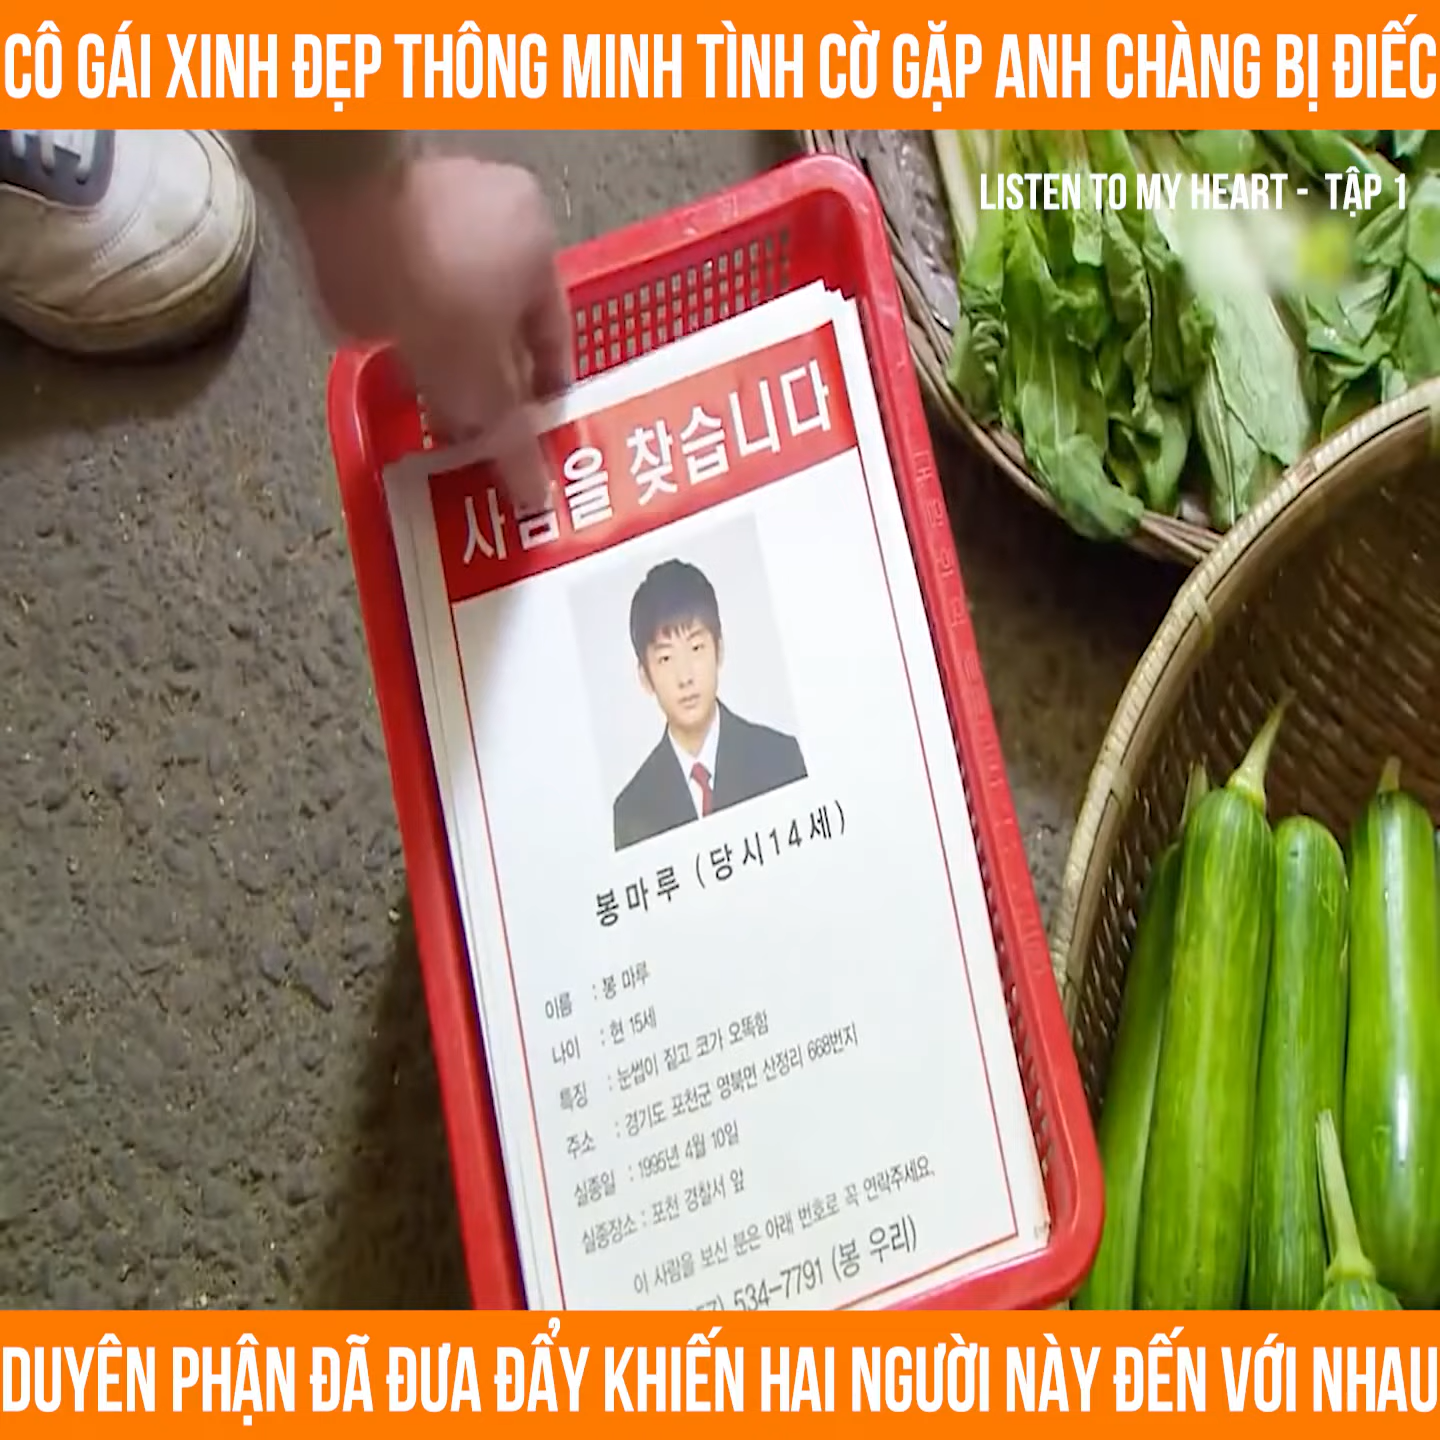 CÔ GÁI XINH ĐẸP THÔNG MINH TÌNH CỜ GẶP ANH CHÀNG BỊ ĐIẾC
LISTEN TO MY HEART - TẬP 1
사람을 찾습니다
봉마루 (당시14세)
이름 : 봉 마루
나이 : 현 15세
특징 : 눈썹이 짙고 코가 오똑함
주소 : 경기도 포천군 영북면 산정리 668번지
실종일 : 1995년 4월 10일
실종장소 : 포천 경찰서 앞
이 사람을 보신 분은 아래 번호로 꼭 연락주세요.
534-7791 (봉 우리)
DUYÊN PHẬN ĐÃ ĐƯA ĐẨY KHIẾN HAI NGƯỜI NÀY ĐẾN VỚI NHAU